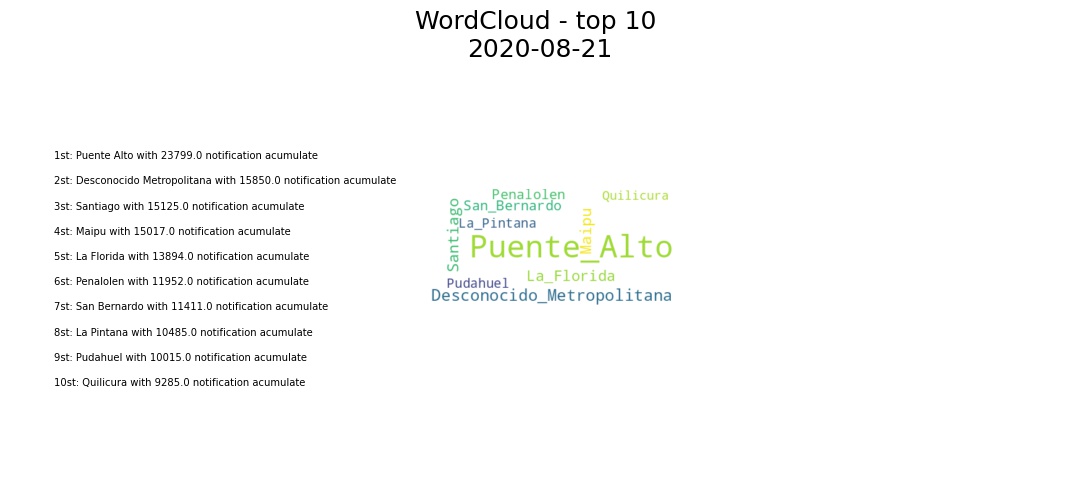 WordCloud - top 10
2020-08-21
1st: Puente Alto with 23799.0 notification acumulate
2st: Desconocido Metropolitana with 15850.0 notification acumulate
3st: Santiago with 15125.0 notification acumulate
4st: Maipu with 15017.0 notification acumulate
5st: La Florida with 13894.0 notification acumulate
6st: Penalolen with 11952.0 notification acumulate
7st: San Bernardo with 11411.0 notification acumulate
8st: La Pintana with 10485.0 notification acumulate
9st: Pudahuel with 10015.0 notification acumulate
10st: Quilicura with 9285.0 notification acumulate
Penalolen
Quilicura
San_Bernardo
Santiago
La_Pintana
Maipu
Puente_Alto
La_Florida
Pudahuel
Desconocido_Metropolitana